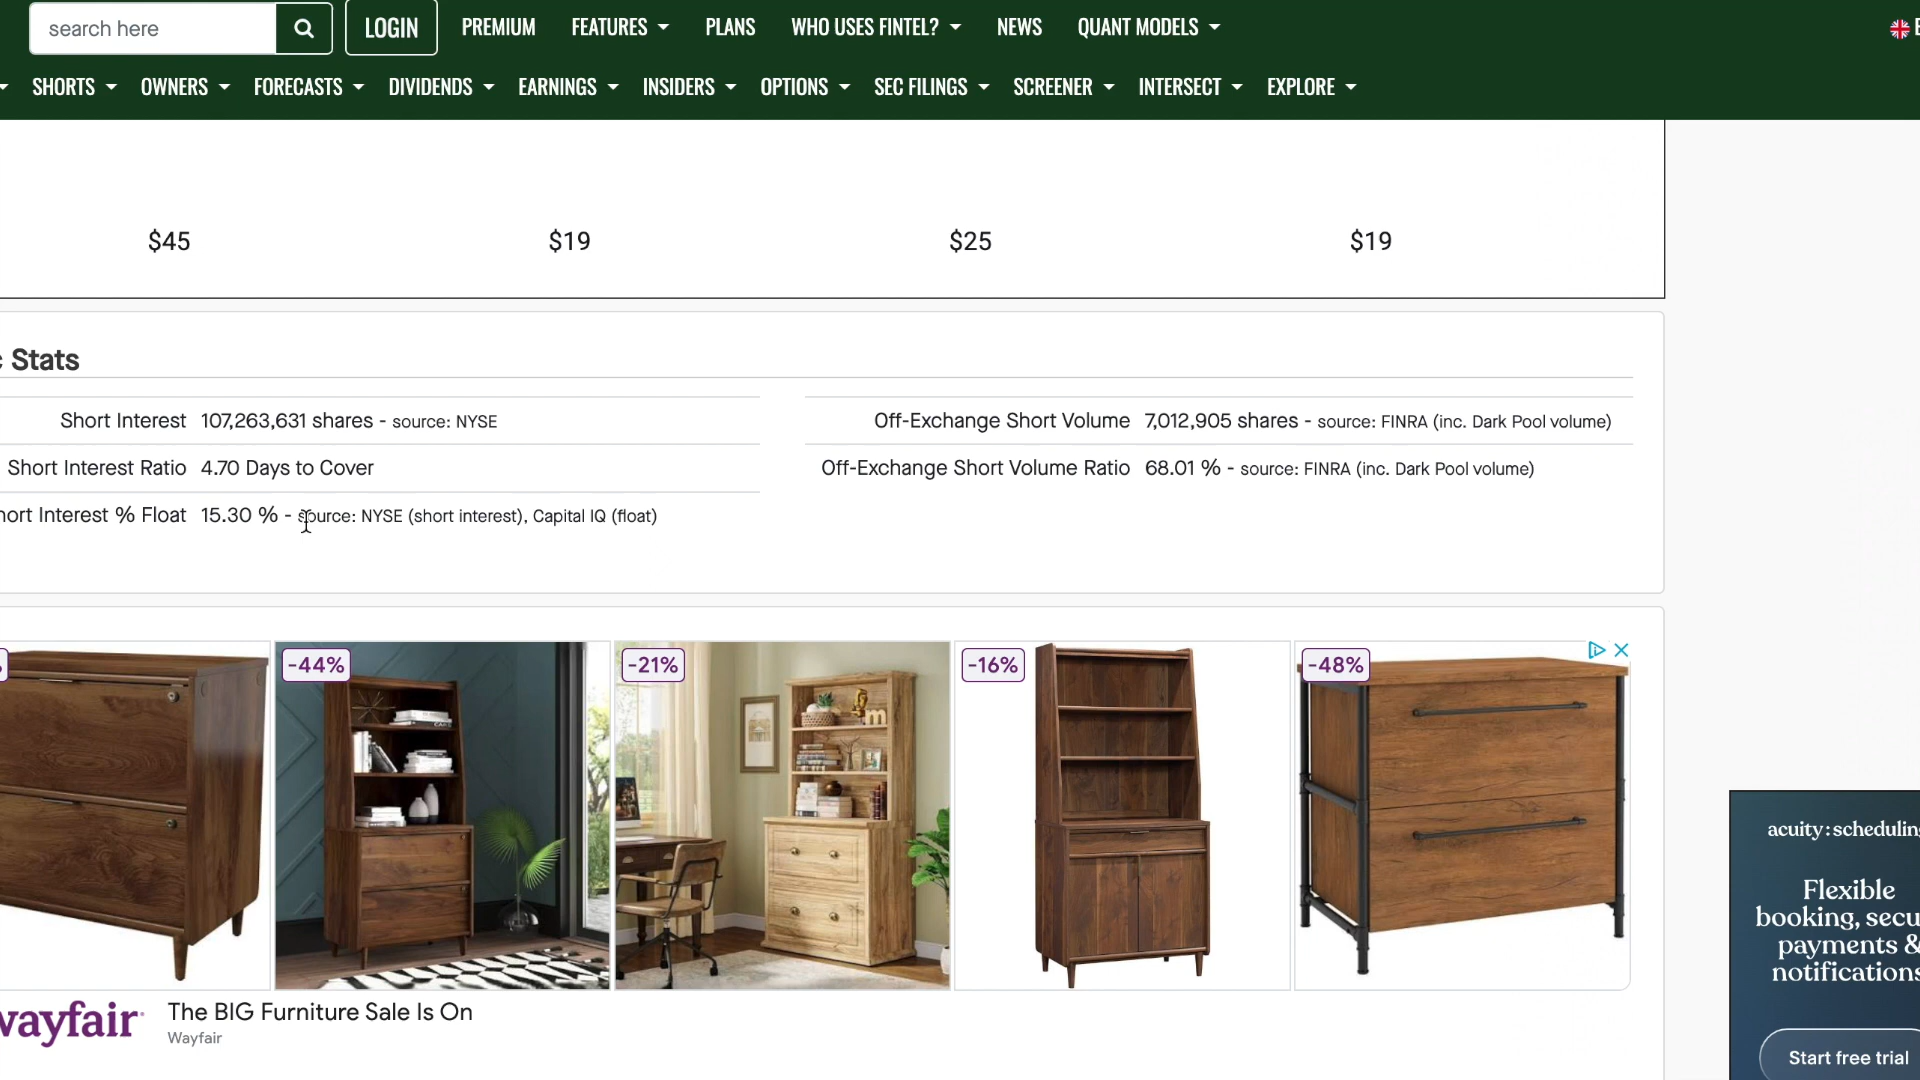 search here
LOGIN
PREMIUM
FEATURES
PLANS
WHO USES FINTEL?
NEWS
QUANT MODELS
SHORTS
OWNERS
FORECASTS
DIVIDENDS
EARNINGS
INSIDERS
OPTIONS
SEC FILINGS
SCREENER
INTERSECT
EXPLORE
$45
$19
$25
$19
Stats
Short Interest 107,263,631 shares - source: NYSE
Short Interest Ratio 4.70 Days to Cover
hort Interest % Float 15.30 % - source: NYSE (short interest), Capital IQ (float)
Off-Exchange Short Volume 7,012,905 shares - source: FINRA (inc. Dark Pool volume)
Off-Exchange Short Volume Ratio 68.01 % - source: FINRA (inc. Dark Pool volume)
-44%
-21%
-16%
-48%
wayfair
The BIG Furniture Sale Is On
Wayfair
acuity:scheduling
Flexible
booking, secu
payments &
notifications
Start free trial